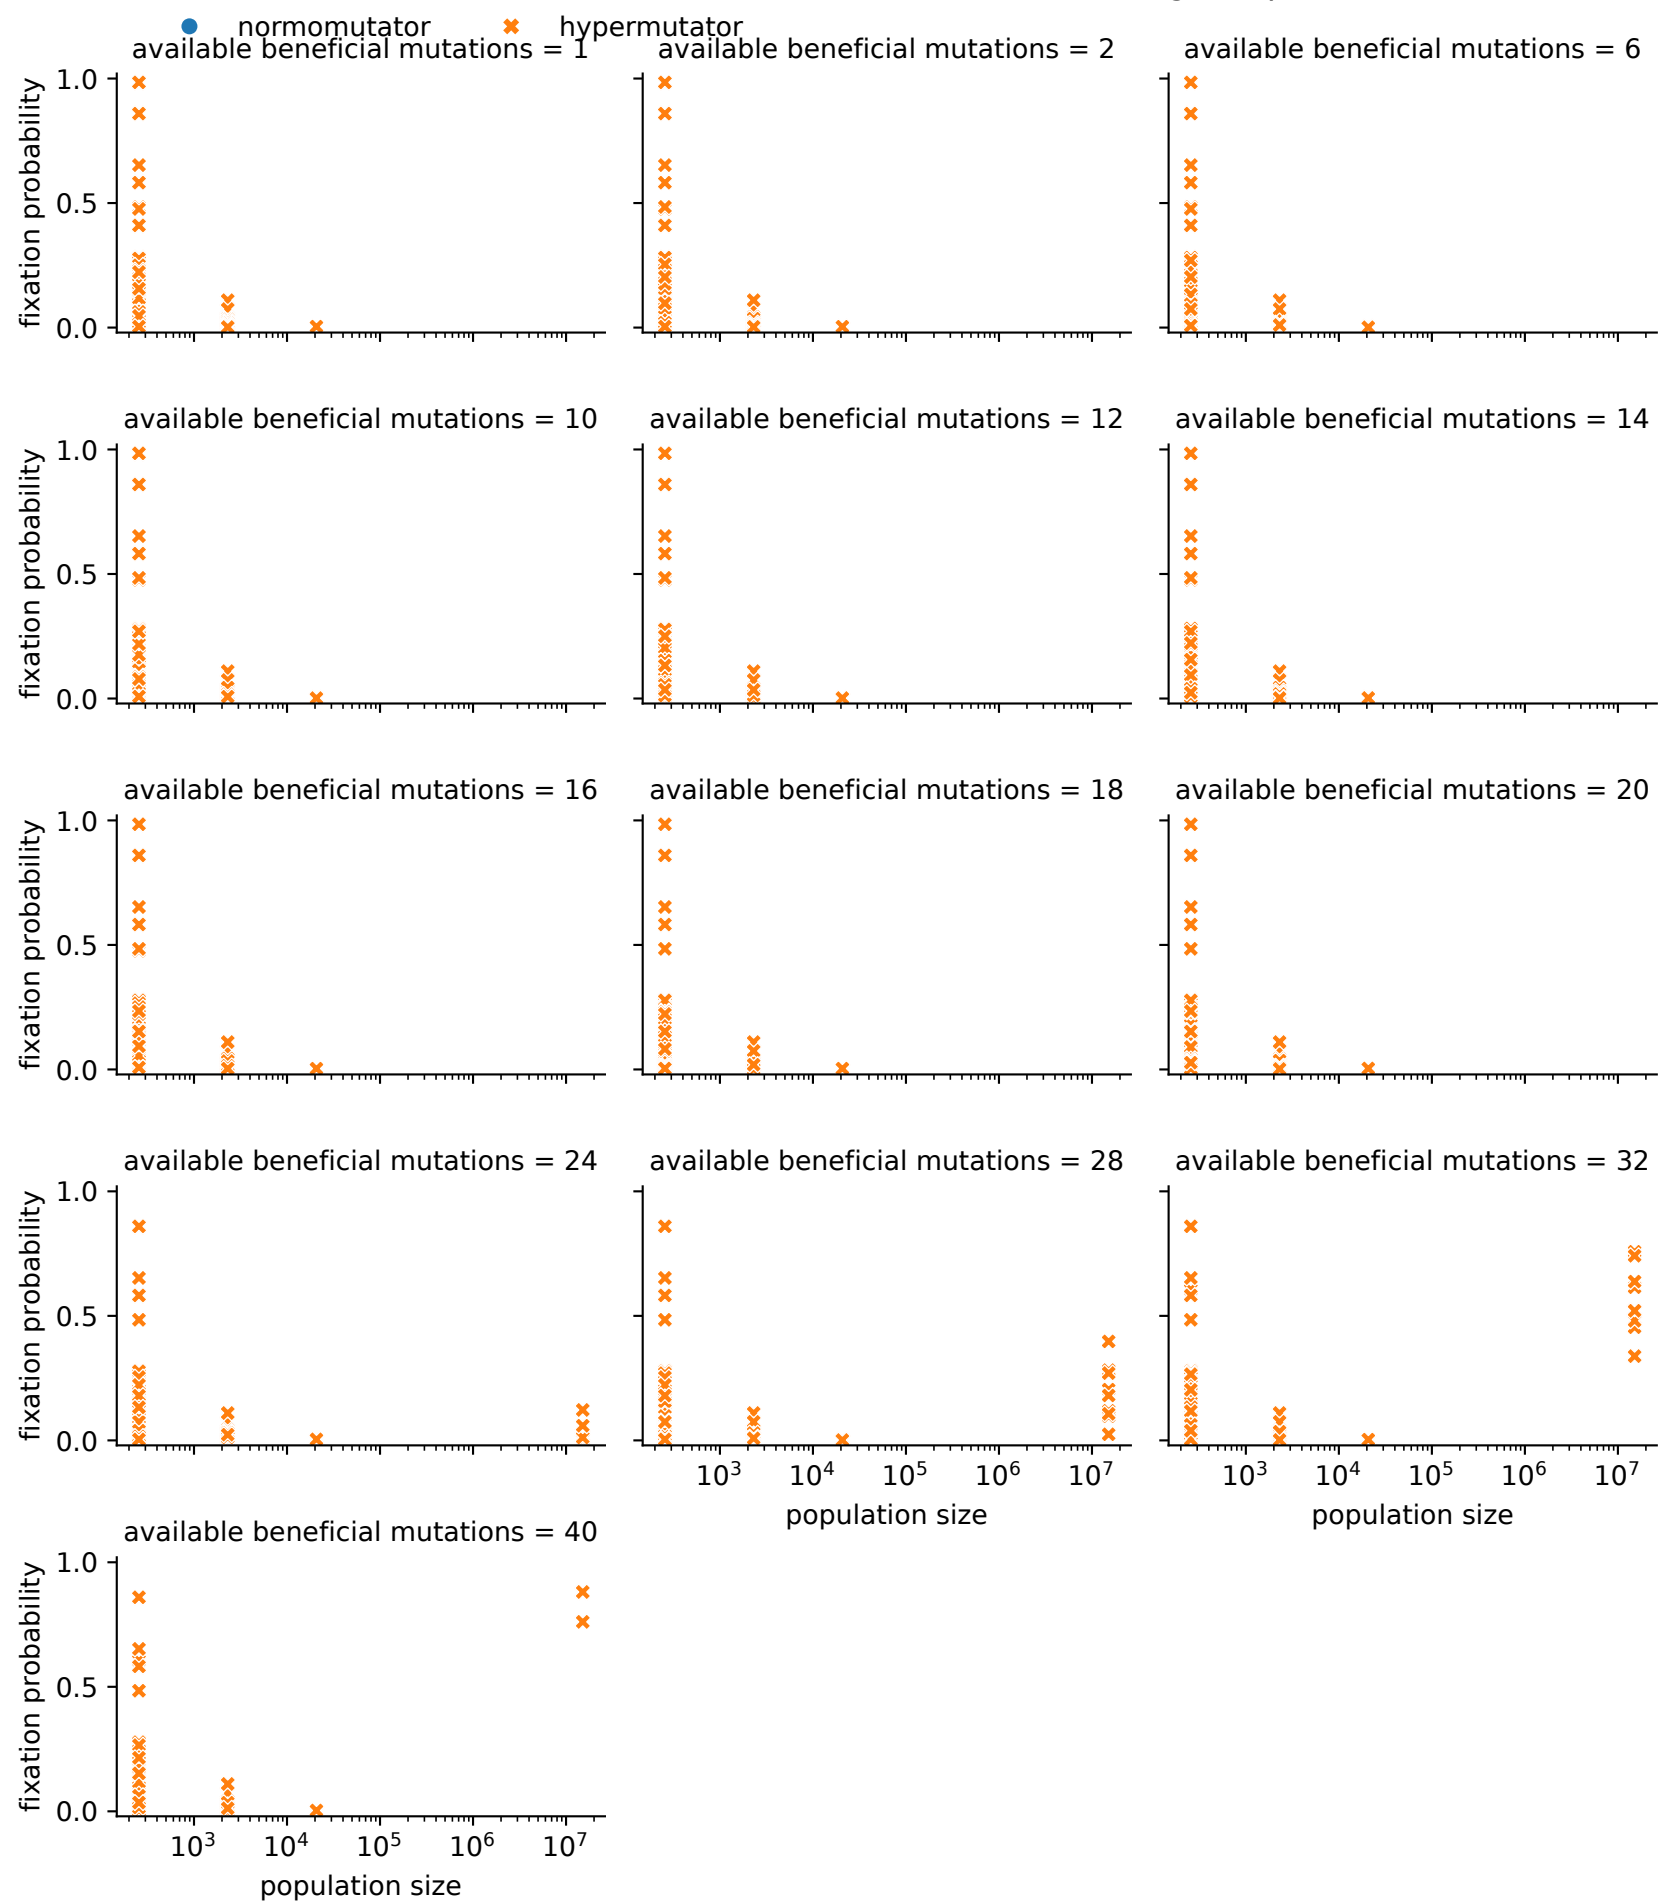 normomutator hypermutator
available beneficial mutations = 1 available beneficial mutations = 2 available beneficial mutations = 6
fixation probability
1.0
0.5
0.0
available beneficial mutations = 10 available beneficial mutations = 12 available beneficial mutations = 14
fixation probability
1.0
0.5
0.0
available beneficial mutations = 16 available beneficial mutations = 18 available beneficial mutations = 20
fixation probability
1.0
0.5
0.0
available beneficial mutations = 24 available beneficial mutations = 28 available beneficial mutations = 32
fixation probability
1.0
0.5
0.0
10³ 10⁴ 10⁵ 10⁶ 10⁷ 10³ 10⁴ 10⁵ 10⁶ 10⁷
population size population size
available beneficial mutations = 40
fixation probability
1.0
0.5
0.0
10³ 10⁴ 10⁵ 10⁶ 10⁷
population size